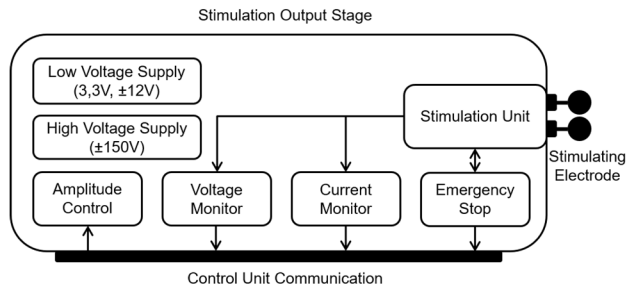 Stimulation Output Stage
Low Voltage Supply
(3,3V, ±12V)
High Voltage Supply
(±150V)
Stimulation Unit
Stimulating
Electrode
Amplitude
Control
Voltage
Monitor
Current
Monitor
Emergency
Stop
Control Unit Communication